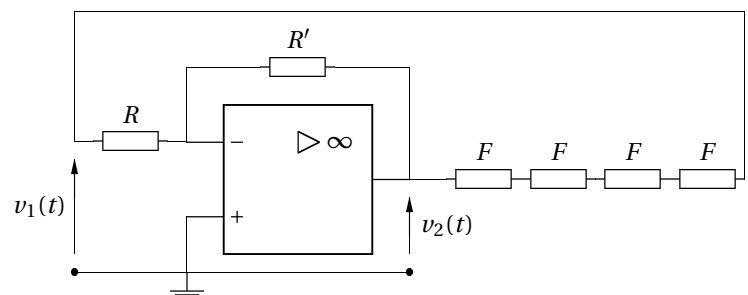 R′
R
− ▷ ∞
F F F F
v₁(t)
+
v₂(t)